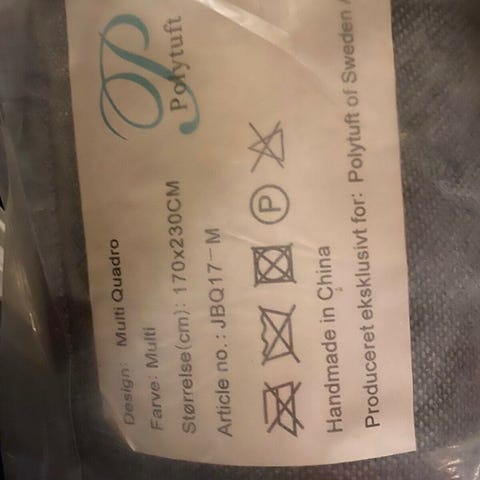 P
Polytuft
Design: Multi Quadro
Farve: Multi
Størrelse(cm): 170x230CM
Article no.: JBQ17-M
P
Handmade in China
Produceret eksklusivt for: Polytuft of Sweden